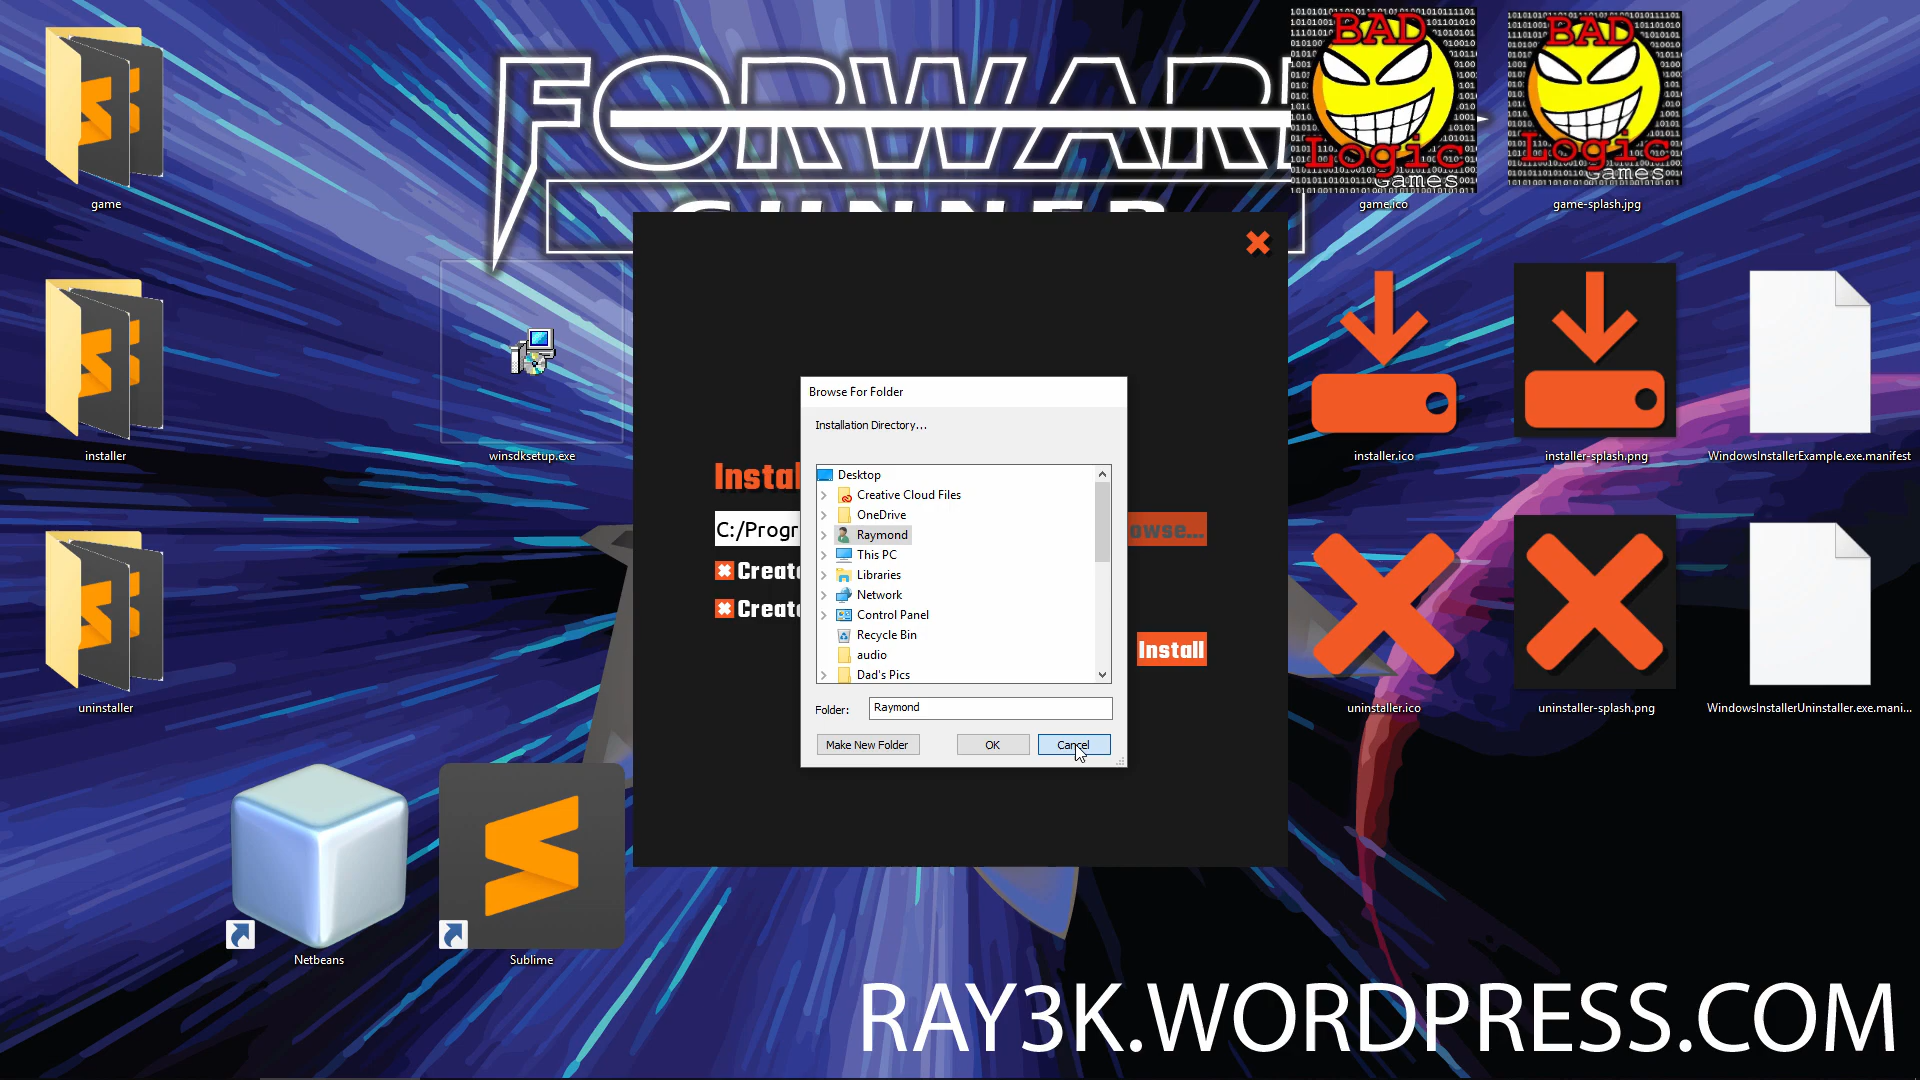 FORWAR
BAD
Logic
Games
BAD
Logic
Games
game
game.ico
game-splash.jpg
Browse For Folder
Installation Directory...
Desktop
Creative Cloud Files
OneDrive
Raymond
This PC
Libraries
Network
Control Panel
Recycle Bin
audio
Dad's Pics
Folder: Raymond
Make New Folder OK Cancel
Instal
C:/Progr
owse...
Create
Create
Install
installer
winsdksetup.exe
installer.ico
installer-splash.png
WindowsInstallerExample.exe.manifest
uninstaller
uninstaller.ico
uninstaller-splash.png
WindowsInstallerUninstaller.exe.mani...
Netbeans
Sublime
RAY3K.WORDPRESS.COM